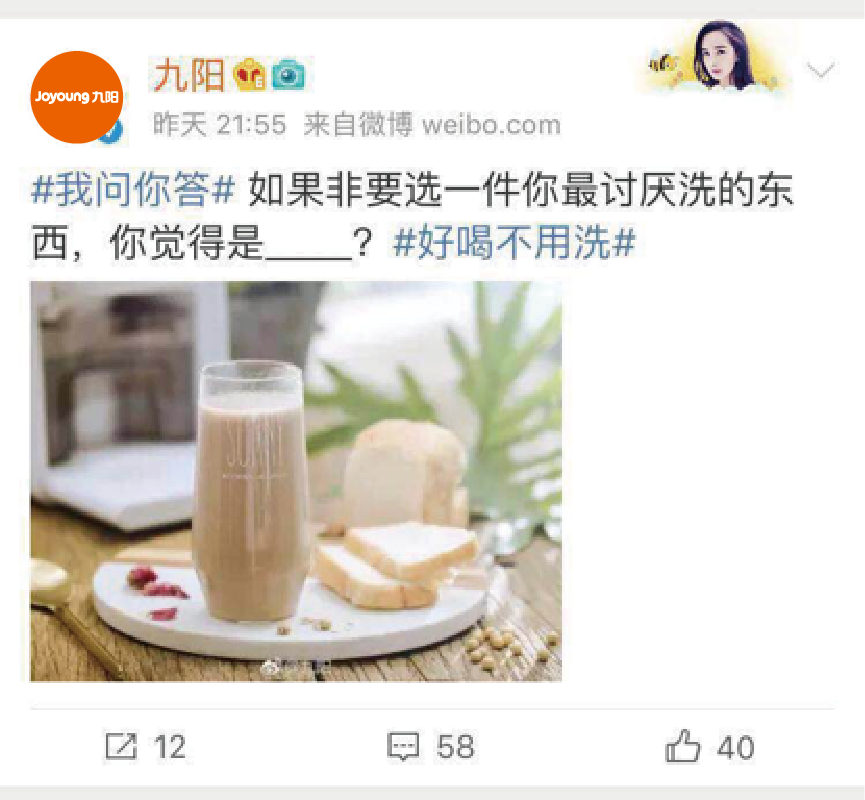 Joyoung 九阳
九阳
昨天 21:55 来自微博 weibo.com
#我问你答# 如果非要选一件你最讨厌洗的东
西，你觉得是_____? #好喝不用洗#
12
58
40